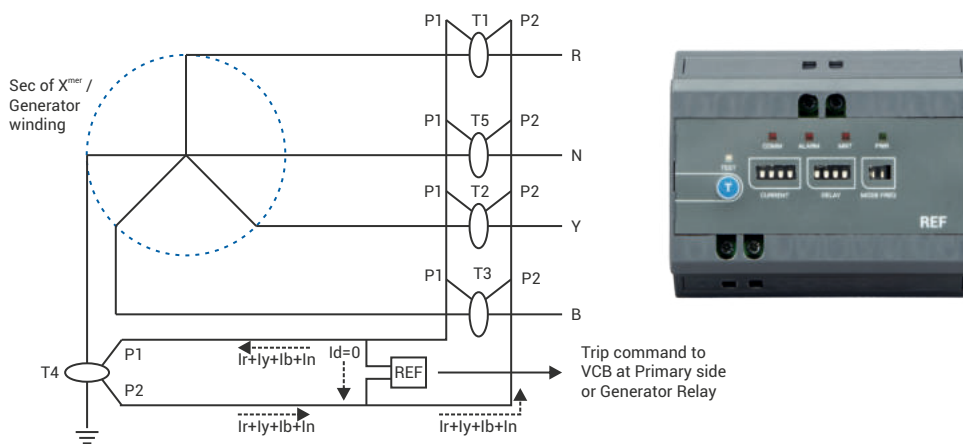 P1 T1 P2
R
Sec of Xmer /
Generator
winding
P1 T5 P2
N
P1 T2 P2
Y
P1 T3 P2
B
COMM ALARM PWR
TEST
T
CURRENT RELAY MODE FREQ
REF
T4
P1
P2
Ir+Iy+Ib+In
Id=0
REF
Ir+Iy+Ib+In
Ir+Iy+Ib+In
Trip command to
VCB at Primary side
or Generator Relay